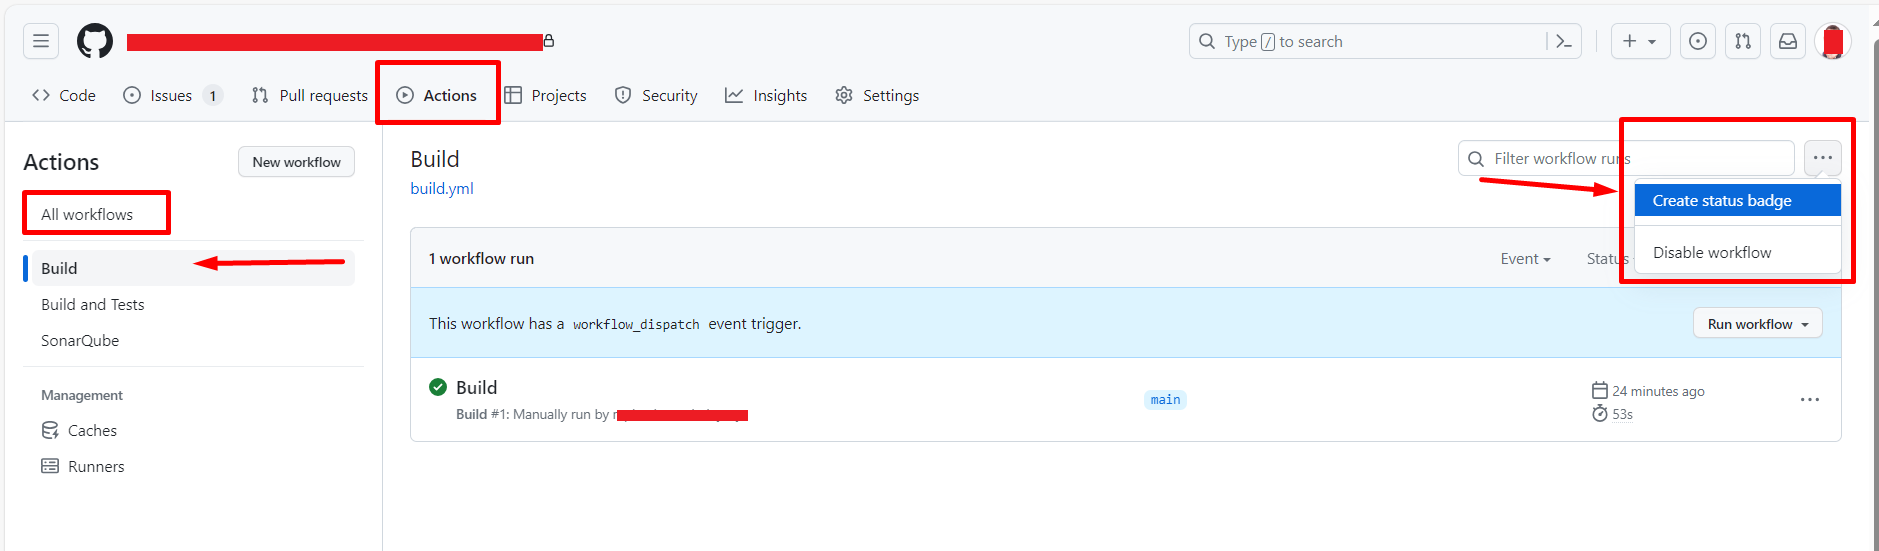 Type / to search
Code
Issues 1
Pull requests
Actions
Projects
Security
Insights
Settings
Actions
New workflow
All workflows
Build
Build and Tests
SonarQube
Management
Caches
Runners
Build
build.yml
Filter workflow runs
Create status badge
Disable workflow
1 workflow run
Event
Status
This workflow has a workflow_dispatch event trigger.
Run workflow
Build
Build #1: Manually run by
main
24 minutes ago
53s